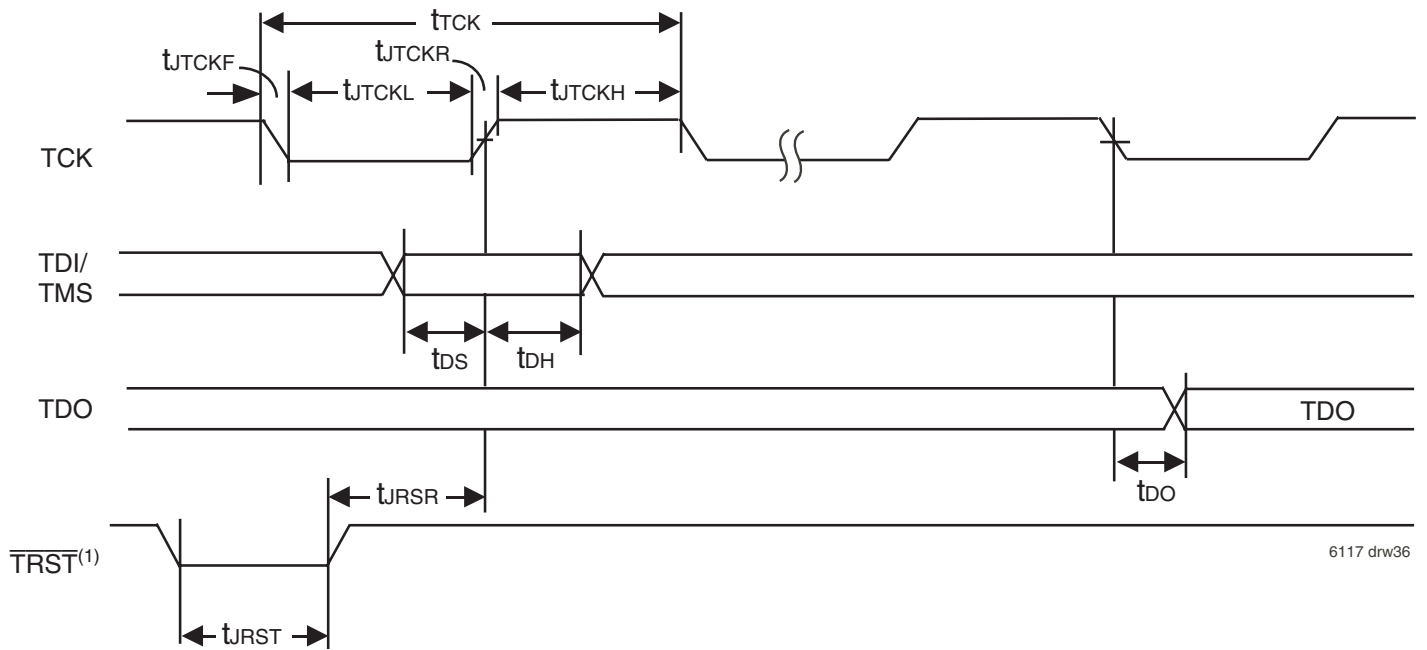 tTCK
tJTCKF
tJTCKR
tJTCKL
tJTCKH
TCK
TDI/
TMS
tDS
tDH
TDO
TDO
tDO
tJRSR
TRST(1)
6117 drw36
tJRST